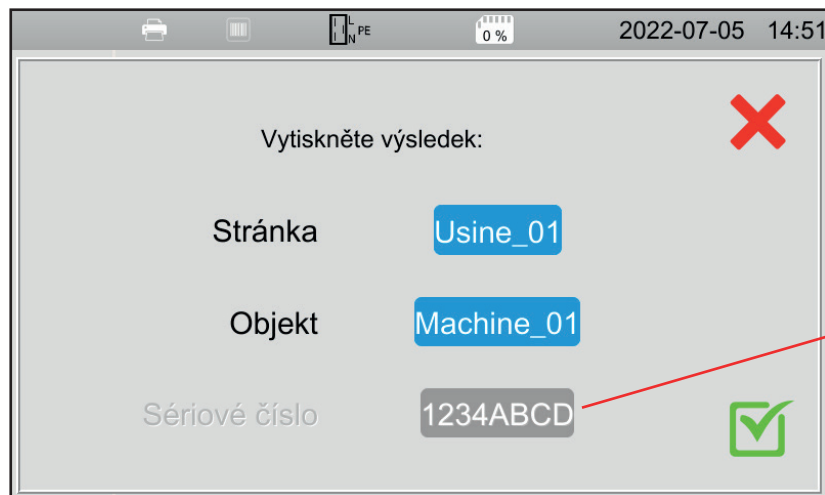 L N PE 0 % 2022-07-05 14:51
Vytiskněte výsledek:
Stránka Usine_01
Objekt Machine_01
Sériové číslo 1234ABCD